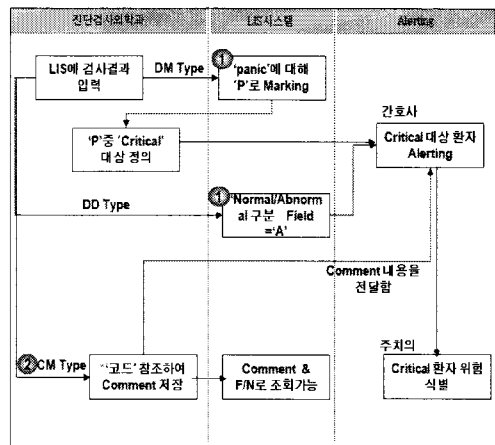 진단검사의학과
LIS시스템
Alerting
LIS에 검사결과
입력
DM Type
1
'panic'에 대해
'P'로 Marking
'P'중 'Critical'
대상 정의
간호사
Critical 대상 환자
Alerting
DD Type
1
'Normal/Abnorm
al 구분 Field
='A'
Comment 내용을
전달함
2
CM Type
'코드' 참조하여
Comment 저장
Comment &
F/N로 조회가능
주치의
Critical 환자 위험
식별